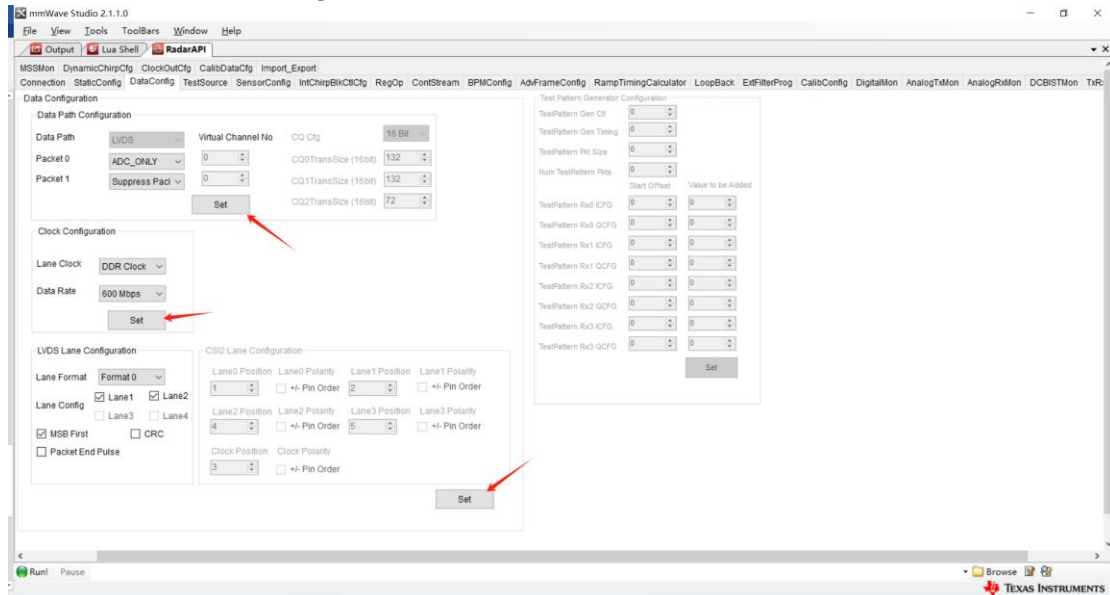 mmWave Studio 2.1.1.0
File View Tools ToolBars Window Help
Output Lua Shell RadarAPI
MSSMon DynamicChirpCfg ClockOutCfg CalibDataCfg Import_Export
Connection StaticConfig DataConfig TestSource SensorConfig IntChirpBlkCtlCfg RegOp ContStream BPMConfig AdvFrameConfig RampTimingCalculator LoopBack ExtFilterProg CalibConfig DigitalMon AnalogTxMon AnalogRxMon DCBISTMon TxR
Data Configuration
Data Path Configuration
Data Path LVDS Virtual Channel No CQ Cfg 16 Bit
Packet 0 ADC_ONLY 0 CQ0TransSize (16bit) 132
Packet 1 Suppress Paci 0 CQ1TransSize (16bit) 132
Set CQ2TransSize (16bit) 72
Clock Configuration
Lane Clock DDR Clock
Data Rate 600 Mbps
Set
LVDS Lane Configuration
Lane Format Format 0
Lane Config Lane1 Lane2
Lane3 Lane4
MSB First CRC
Packet End Pulse
CSI2 Lane Configuration
Lane0 Position Lane0 Polarity Lane1 Position Lane1 Polarity
1 +/- Pin Order 2 +/- Pin Order
Lane2 Position Lane2 Polarity Lane3 Position Lane3 Polarity
4 +/- Pin Order 5 +/- Pin Order
Clock Position Clock Polarity
3 +/- Pin Order
Set
Test Pattern Generator Configuration
TestPattern Gen Ctl 0
TestPattern Gen Timing 0
TestPattern Pkt Size 0
Num TestPattern Pkts 0
Start Offset Value to be Added
TestPattern Rx0 ICFG 0 0
TestPattern Rx0 QCFG 0 0
TestPattern Rx1 ICFG 0 0
TestPattern Rx1 QCFG 0 0
TestPattern Rx2 ICFG 0 0
TestPattern Rx2 QCFG 0 0
TestPattern Rx3 ICFG 0 0
TestPattern Rx3 QCFG 0 0
Set
Run! Pause Browse
TEXAS INSTRUMENTS